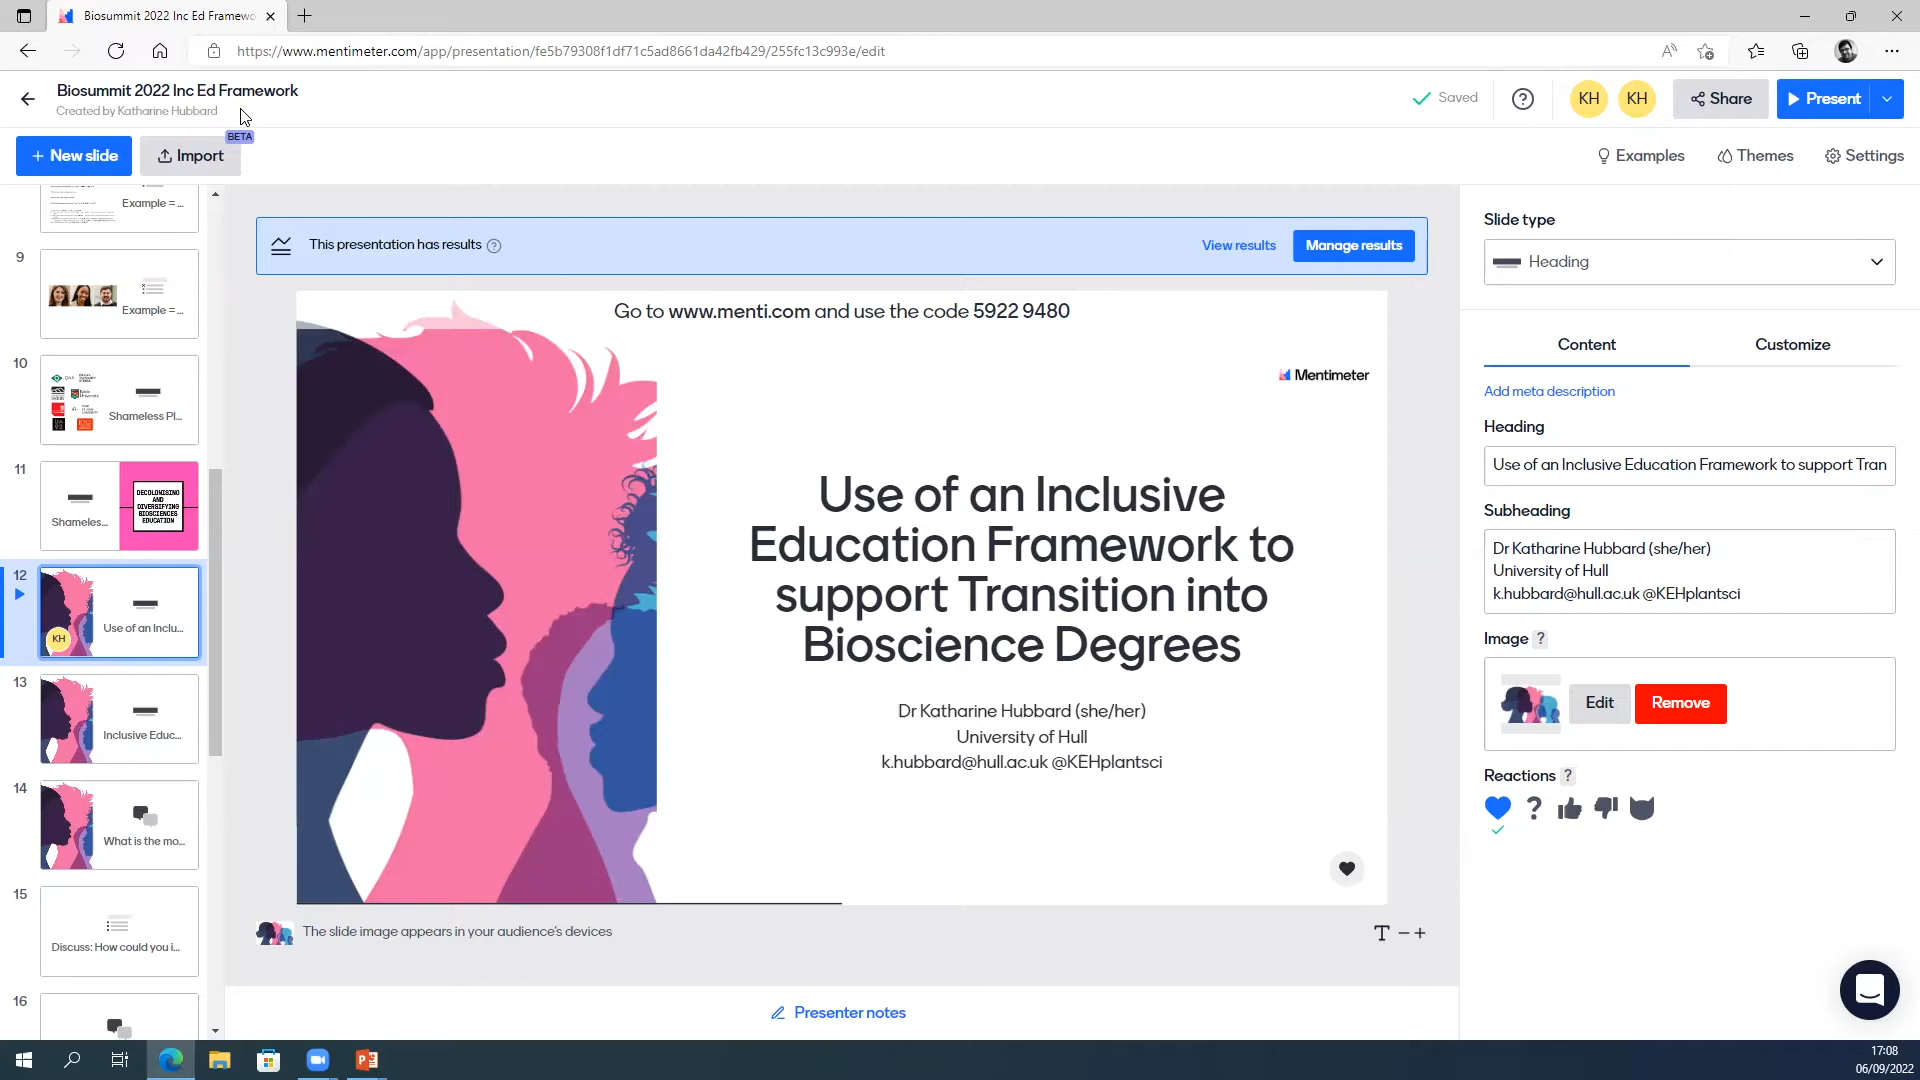 Biosummit 2022 Inc Ed Framewo
https://www.mentimeter.com/app/presentation/fe5b79308f1df71c5ad8661da42fb429/255fc13c993e/edit
Biosummit 2022 Inc Ed Framework
Created by Katharine Hubbard
Saved
KH
KH
Share
Present
BETA
+ New slide
Import
Examples
Themes
Settings
Example = ...
9
Example = ...
10
Shameless Pl...
11
Shameless...
DECOLONISING
AND
DIVERSIFYING
BIOSCIENCES
EDUCATION
12
KH
Use of an Inclu...
13
Inclusive Educ...
14
What is the mo...
15
Discuss: How could you i...
16
This presentation has results
View results
Manage results
Go to www.menti.com and use the code 5922 9480
Mentimeter
Use of an Inclusive
Education Framework to
support Transition into
Bioscience Degrees
Dr Katharine Hubbard (she/her)
University of Hull
k.hubbard@hull.ac.uk @KEHplantsci
The slide image appears in your audience's devices
T − +
Presenter notes
Slide type
Heading
Content
Customize
Add meta description
Heading
Use of an Inclusive Education Framework to support Tran
Subheading
Dr Katharine Hubbard (she/her)
University of Hull
k.hubbard@hull.ac.uk @KEHplantsci
Image ?
Edit
Remove
Reactions ?
17:08
06/09/2022